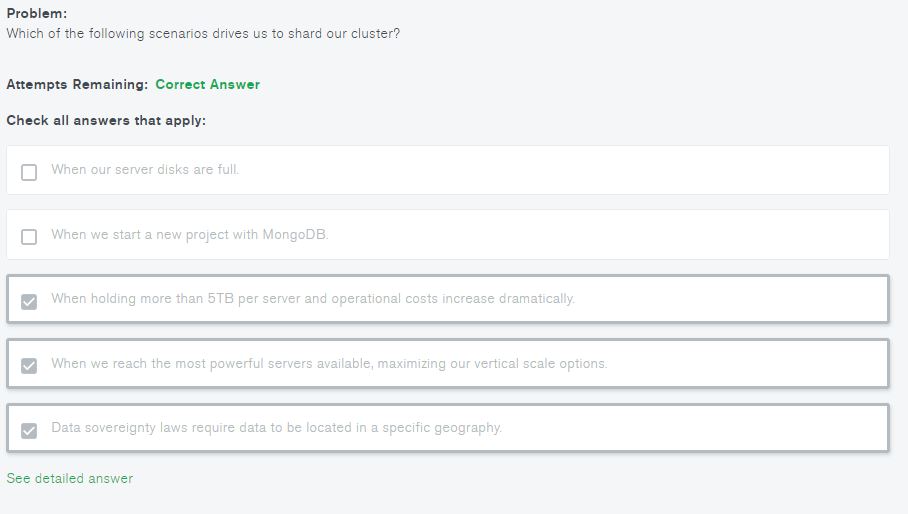 Problem:
Which of the following scenarios drives us to shard our cluster?
Attempts Remaining: Correct Answer
Check all answers that apply:
When our server disks are full.
When we start a new project with MongoDB.
When holding more than 5TB per server and operational costs increase dramatically.
When we reach the most powerful servers available, maximizing our vertical scale options.
Data sovereignty laws require data to be located in a specific geography.
See detailed answer